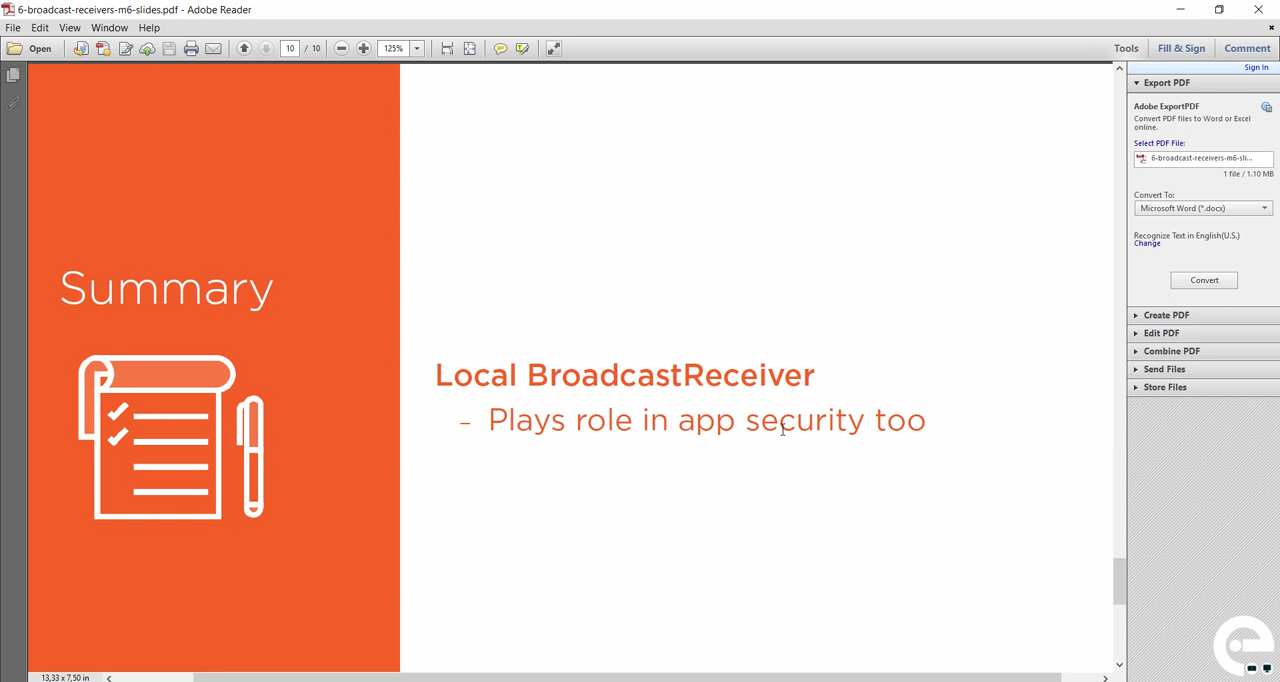 6-broadcast-receivers-m6-slides.pdf - Adobe Reader
File Edit View Window Help
Open 10 / 10 125% Tools Fill & Sign Comment
Sign In
Export PDF
Adobe ExportPDF
Convert PDF files to Word or Excel
online.
Select PDF File:
6-broadcast-receivers-m6-sli...
1 file / 1.10 MB
Convert To:
Microsoft Word (*.docx)
Recognize Text in English(U.S.)
Change
Convert
Create PDF
Edit PDF
Combine PDF
Send Files
Store Files
Summary
Local BroadcastReceiver
– Plays role in app security too
13,33 x 7,50 in